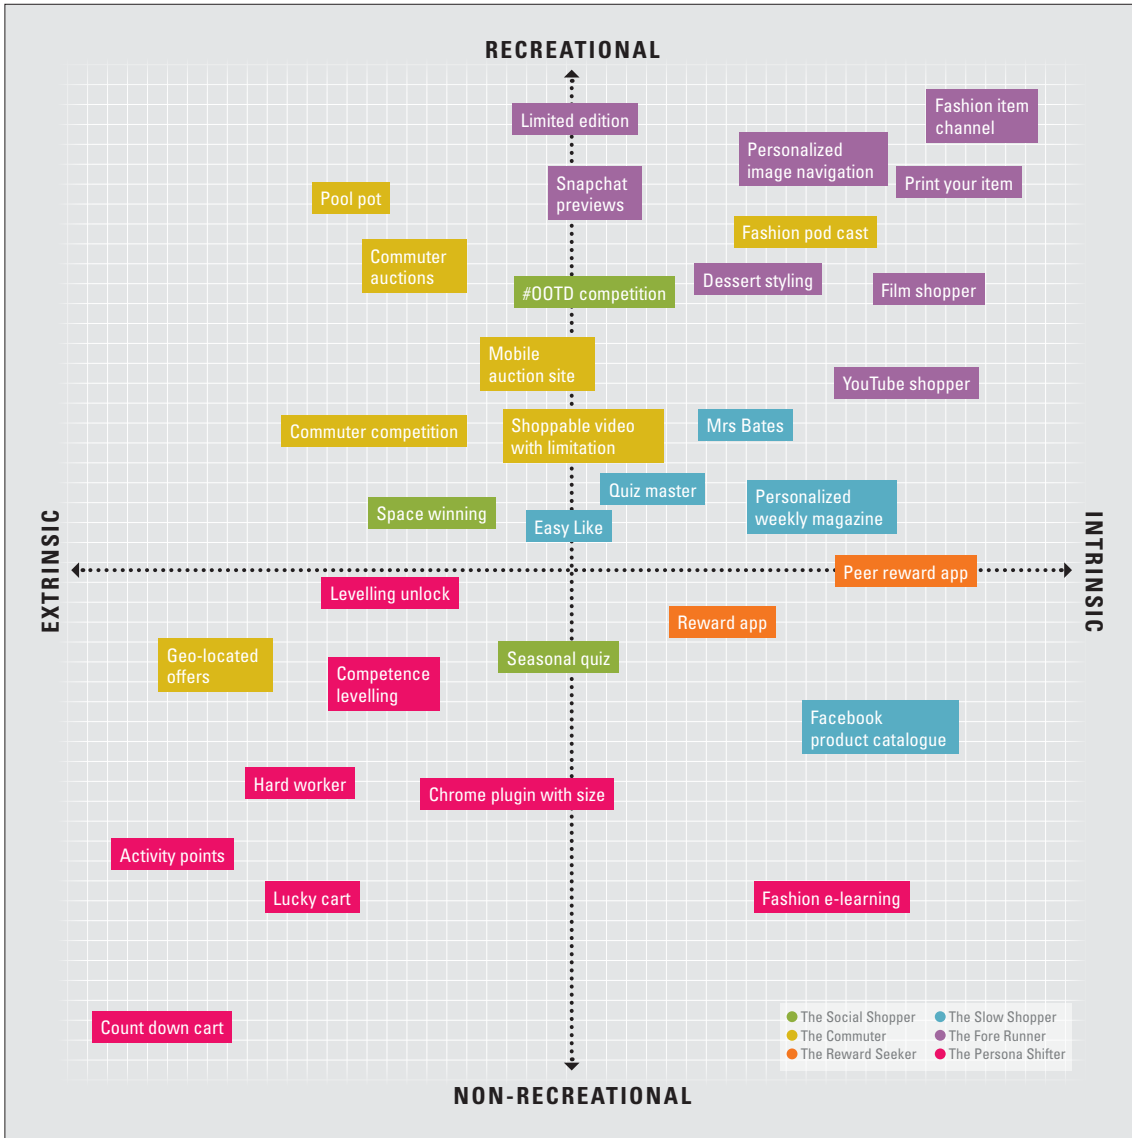 RECREATIONAL
Limited edition
Fashion item
channel
Personalized
image navigation
Print your item
Snapchat
previews
Pool pot
Fashion pod cast
Commuter
auctions
Dessert styling
Film shopper
#OOTD competition
Mobile
auction site
YouTube shopper
Commuter competition
Shoppable video
with limitation
Mrs Bates
Quiz master
Personalized
weekly magazine
Space winning
Easy Like
EXTRINSIC
INTRINSIC
Peer reward app
Levelling unlock
Reward app
Geo-located
offers
Seasonal quiz
Competence
levelling
Facebook
product catalogue
Hard worker
Chrome plugin with size
Activity points
Lucky cart
Fashion e-learning
Count down cart
The Social Shopper
The Commuter
The Reward Seeker
The Slow Shopper
The Fore Runner
The Persona Shifter
NON-RECREATIONAL